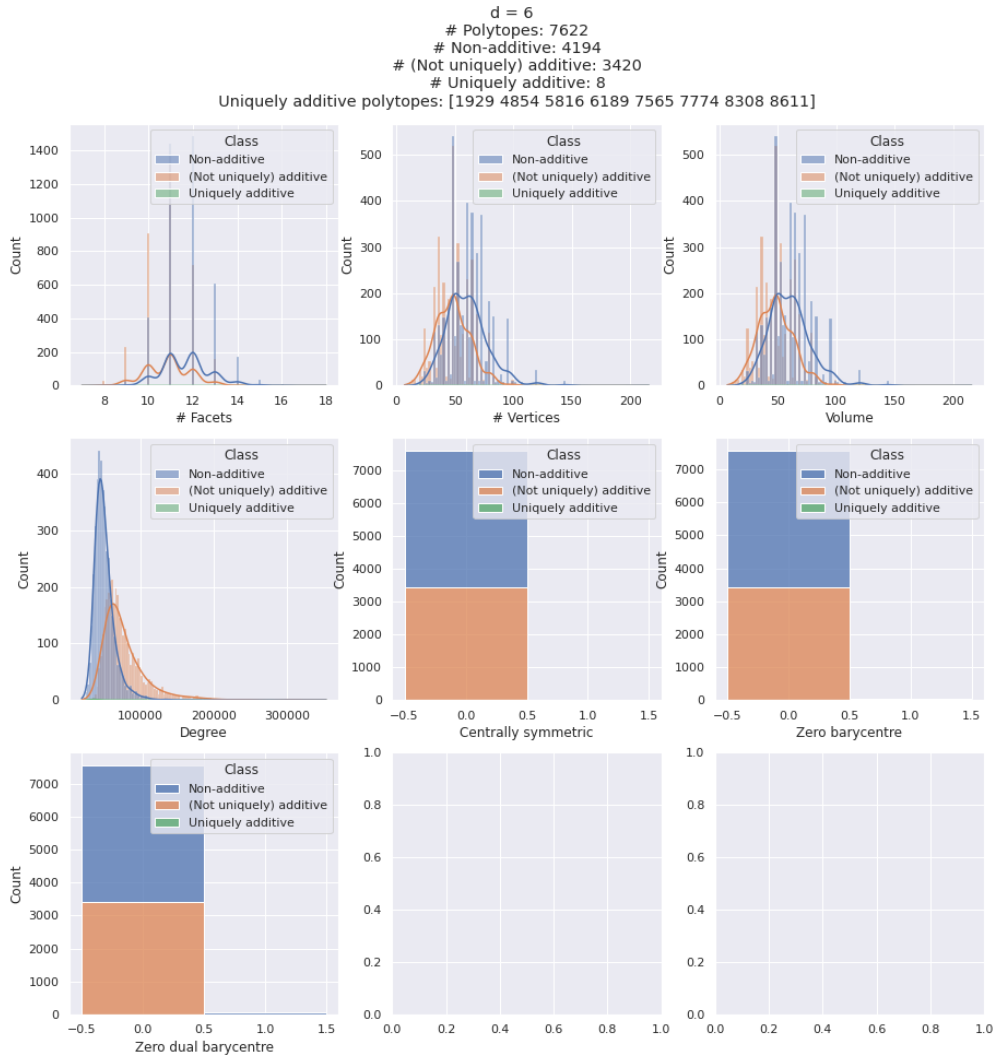 d = 6
# Polytopes: 7622
# Non-additive: 4194
# (Not uniquely) additive: 3420
# Uniquely additive: 8
Uniquely additive polytopes: [1929 4854 5816 6189 7565 7774 8308 8611]
Class
Non-additive
(Not uniquely) additive
Uniquely additive
1400
1200
1000
800
600
400
200
0
Count
8 10 12 14 16 18
# Facets
Class
Non-additive
(Not uniquely) additive
Uniquely additive
500
400
300
200
100
0
Count
0 50 100 150 200
# Vertices
Class
Non-additive
(Not uniquely) additive
Uniquely additive
500
400
300
200
100
0
Count
0 50 100 150 200
Volume
Class
Non-additive
(Not uniquely) additive
Uniquely additive
400
300
200
100
0
Count
100000 200000 300000
Degree
Class
Non-additive
(Not uniquely) additive
Uniquely additive
7000
6000
5000
4000
3000
2000
1000
0
Count
−0.5 0.0 0.5 1.0 1.5
Centrally symmetric
Class
Non-additive
(Not uniquely) additive
Uniquely additive
7000
6000
5000
4000
3000
2000
1000
0
Count
−0.5 0.0 0.5 1.0 1.5
Zero barycentre
Class
Non-additive
(Not uniquely) additive
Uniquely additive
7000
6000
5000
4000
3000
2000
1000
0
Count
−0.5 0.0 0.5 1.0 1.5
Zero dual barycentre
1.0
0.8
0.6
0.4
0.2
0.0
0.0 0.2 0.4 0.6 0.8 1.0
1.0
0.8
0.6
0.4
0.2
0.0
0.0 0.2 0.4 0.6 0.8 1.0